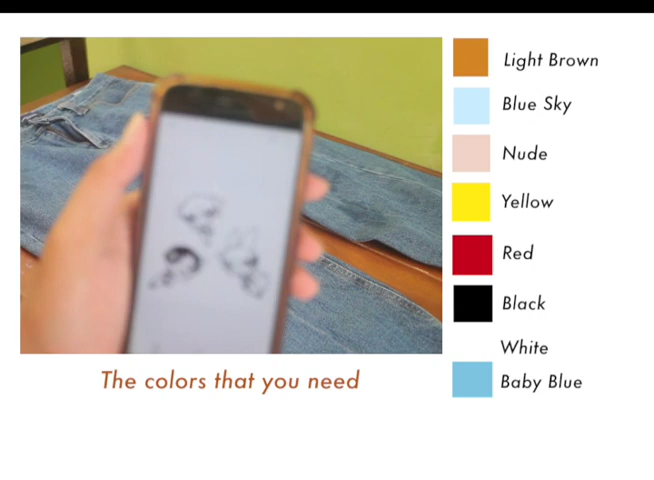 Light Brown
Blue Sky
Nude
Yellow
Red
Black
White
Baby Blue
The colors that you need